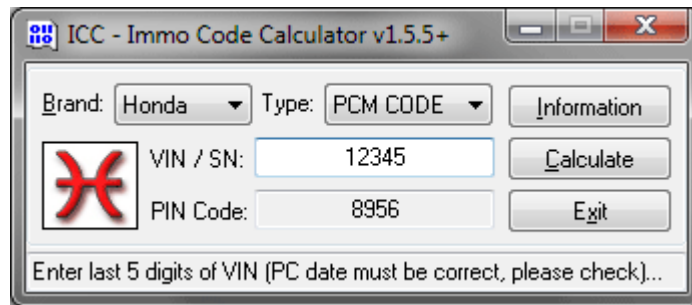 ICC - Immo Code Calculator v1.5.5+
Brand: Honda Type: PCM CODE Information
VIN / SN: 12345 Calculate
PIN Code: 8956 Exit
Enter last 5 digits of VIN (PC date must be correct, please check)...